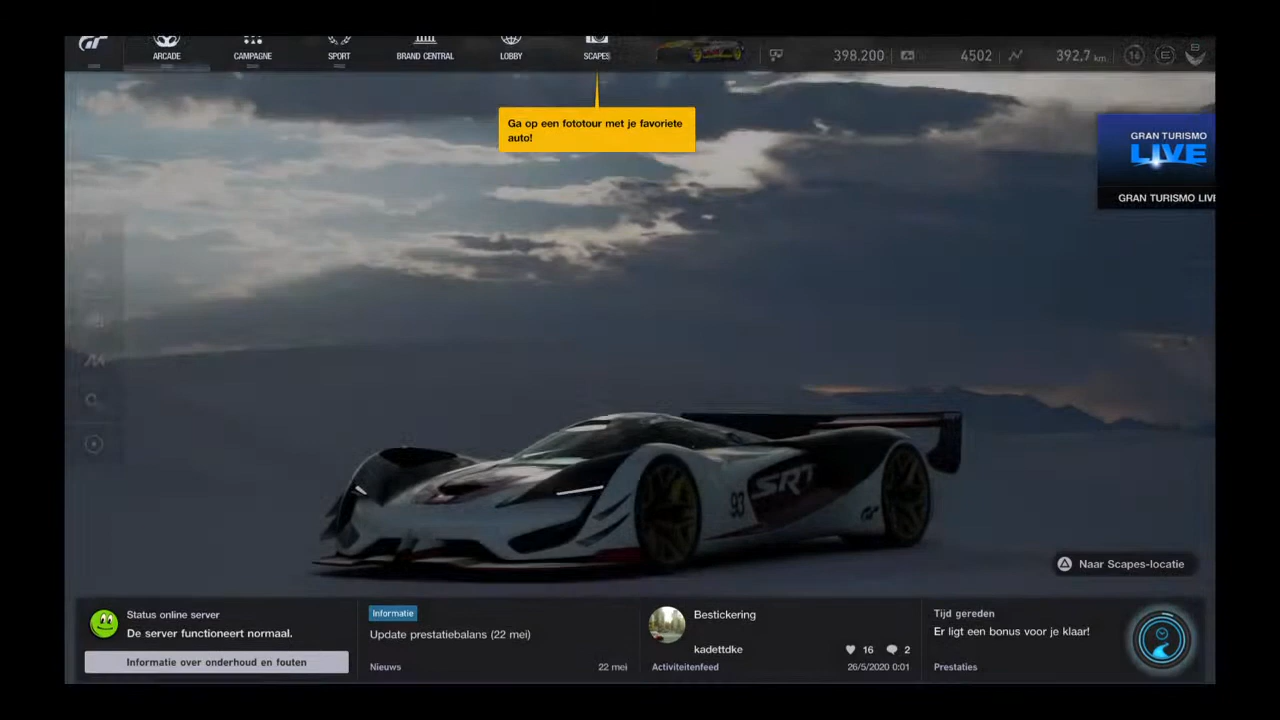 ARCADE
CAMPAGNE
SPORT
BRAND CENTRAL
LOBBY
SCAPES
398.200
4502
392,7 km
16
E
B
Ga op een fototour met je favoriete
auto!
GRAN TURISMO
LIVE
GRAN TURISMO LIVE
93
SRT
GT
Naar Scapes-locatie
Status online server
De server functioneert normaal.
Informatie over onderhoud en fouten
Informatie
Update prestatiebalans (22 mei)
Nieuws
22 mei
Bestickering
kadettdke
16
2
Activiteitenfeed
26/5/2020 0:01
Tijd gereden
Er ligt een bonus voor je klaar!
Prestaties